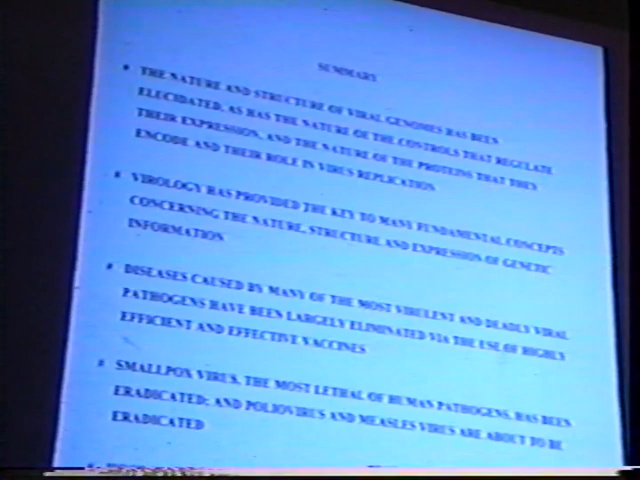 SUMMARY
# THE NATURE AND STRUCTURE OF VIRAL GENOMES HAS BEEN
ELUCIDATED, AS HAS THE NATURE OF THE CONTROLS THAT REGULATE
THEIR EXPRESSION, AND THE NATURE OF THE PROTEINS THAT THEY
ENCODE AND THEIR ROLE IN VIRUS REPLICATION
# VIROLOGY HAS PROVIDED THE KEY TO MANY FUNDAMENTAL CONCEPTS
CONCERNING THE NATURE, STRUCTURE AND EXPRESSION OF GENETIC
INFORMATION
# DISEASES CAUSED BY MANY OF THE MOST VIRULENT AND DEADLY VIRAL
PATHOGENS HAVE BEEN LARGELY ELIMINATED VIA THE USE OF HIGHLY
EFFICIENT AND EFFECTIVE VACCINES
# SMALLPOX VIRUS, THE MOST LETHAL OF HUMAN PATHOGENS, HAS BEEN
ERADICATED; AND POLIOVIRUS AND MEASLES VIRUS ARE ABOUT TO BE
ERADICATED